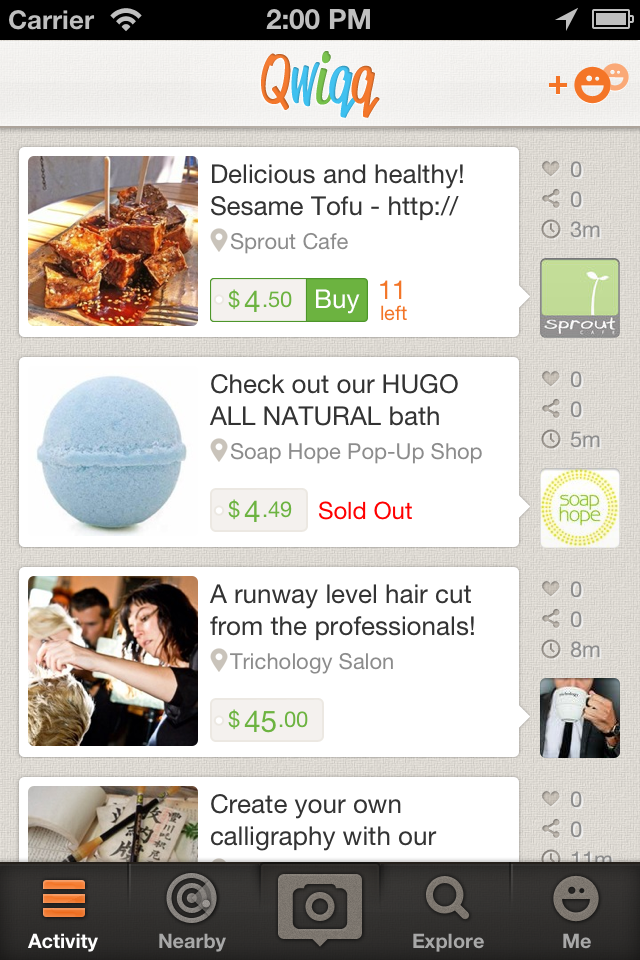 Carrier
2:00 PM
Qwiqq
+
Delicious and healthy!
Sesame Tofu - http://
Sprout Cafe
$ 4.50
Buy
11
left
0
0
3m
sprout
CAFE
Check out our HUGO
ALL NATURAL bath
Soap Hope Pop-Up Shop
$ 4.49
Sold Out
0
0
5m
soap
hope
A runway level hair cut
from the professionals!
Trichology Salon
$ 45.00
0
0
8m
Create your own
calligraphy with our
0
0
11m
Activity
Nearby
Explore
Me